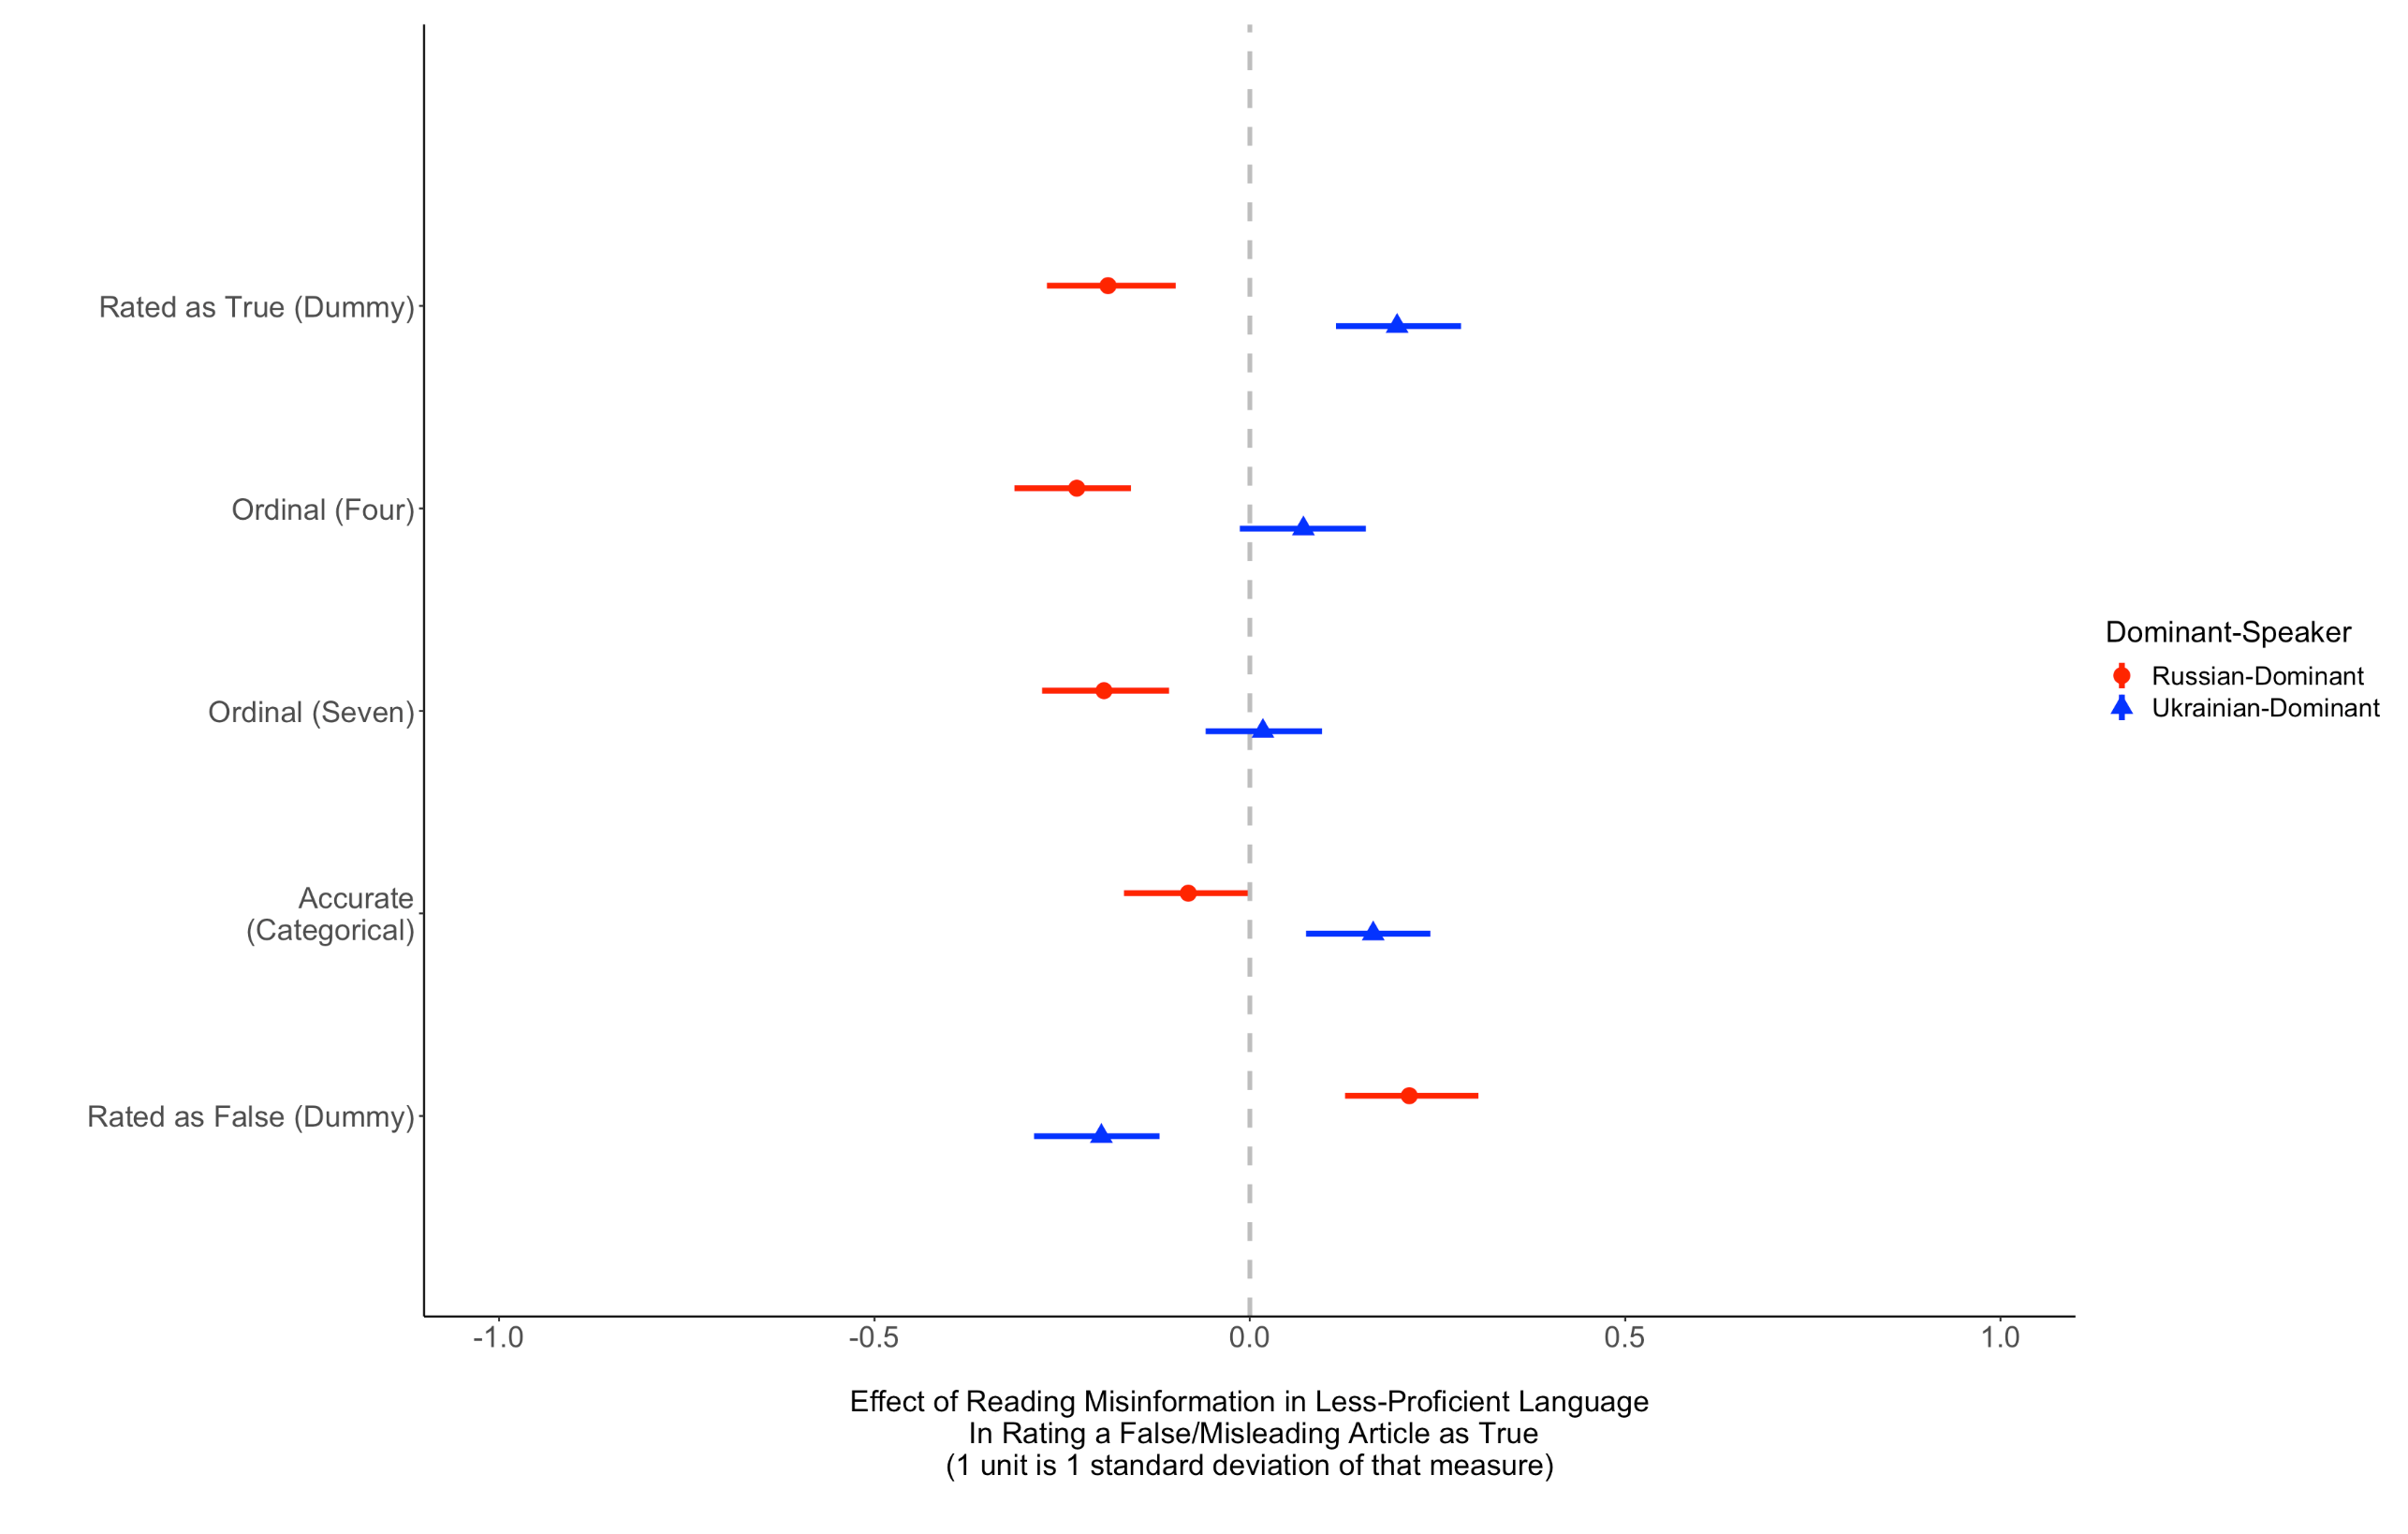 Rated as True (Dummy)
Ordinal (Four)
Ordinal (Seven)
Accurate
(Categorical)
Rated as False (Dummy)
-1.0
-0.5
0.0
0.5
1.0
Effect of Reading Misinformation in Less-Proficient Language
In Rating a False/Misleading Article as True
(1 unit is 1 standard deviation of that measure)
Dominant-Speaker
Russian-Dominant
Ukrainian-Dominant